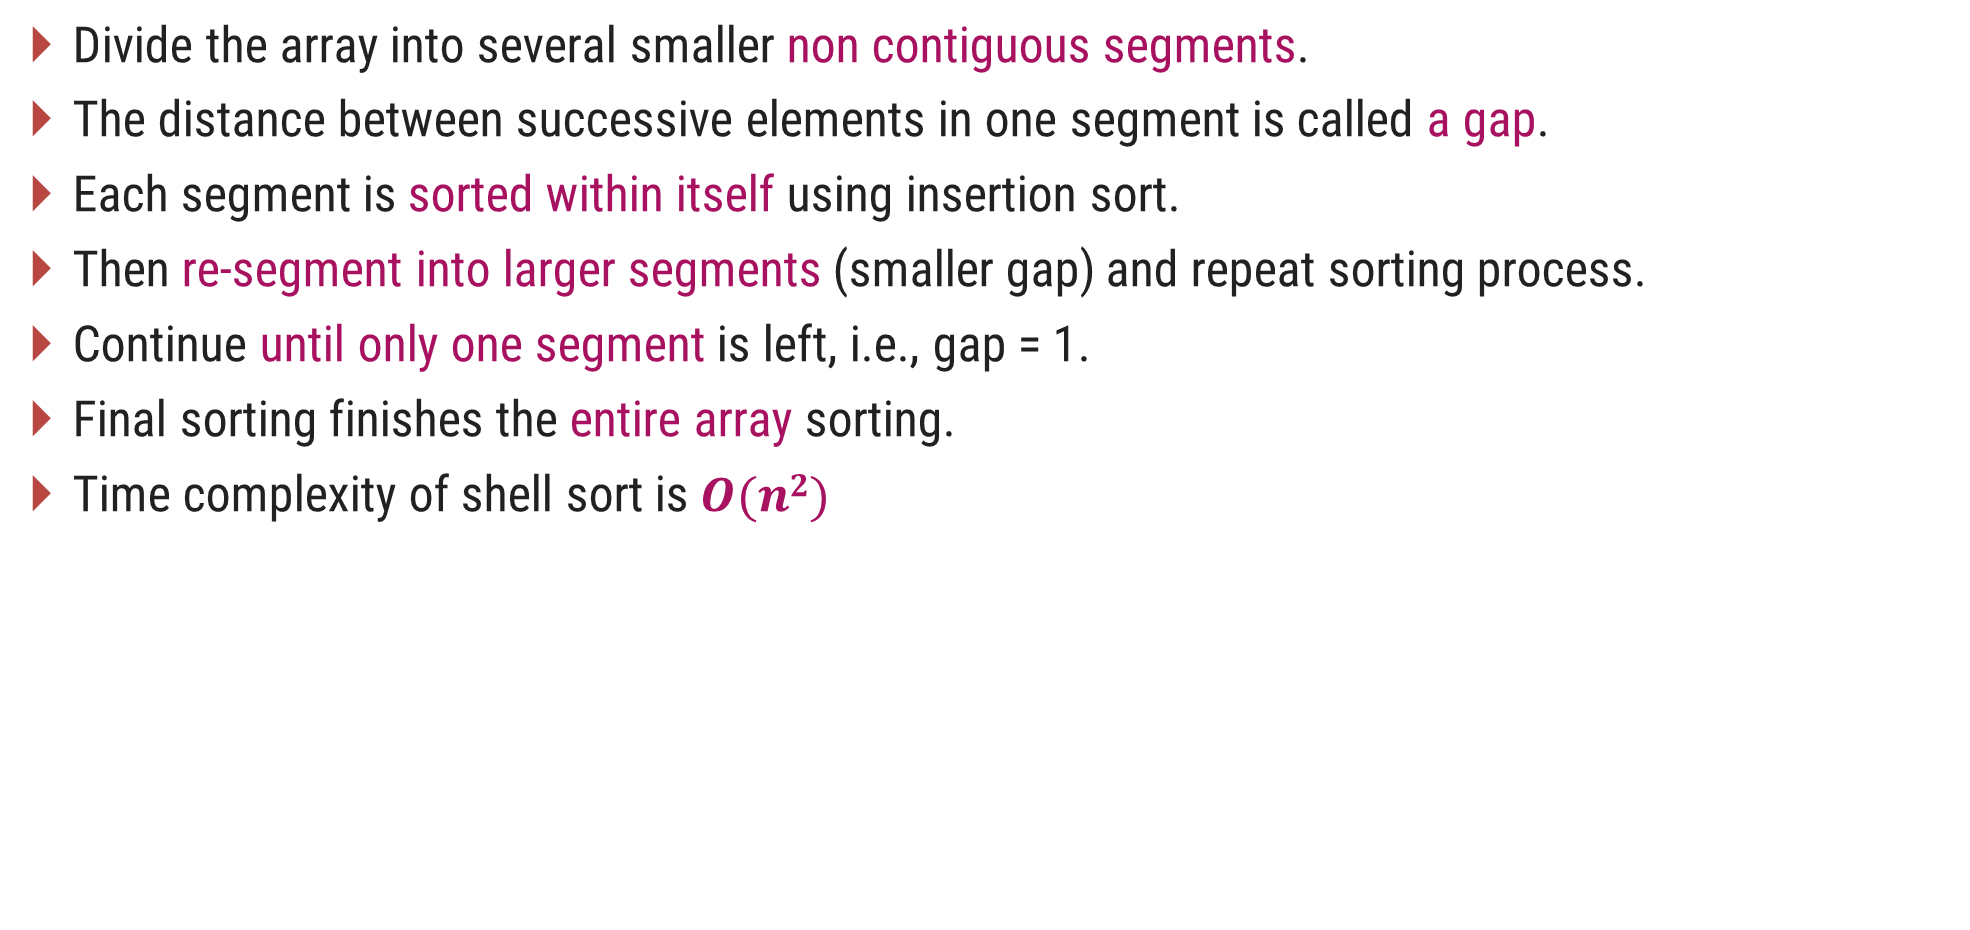 Divide the array into several smaller non contiguous segments.
The distance between successive elements in one segment is called a gap.
Each segment is sorted within itself using insertion sort.
Then re-segment into larger segments (smaller gap) and repeat sorting process.
Continue until only one segment is left, i.e., gap = 1.
Final sorting finishes the entire array sorting.
Time complexity of shell sort is O(n²)